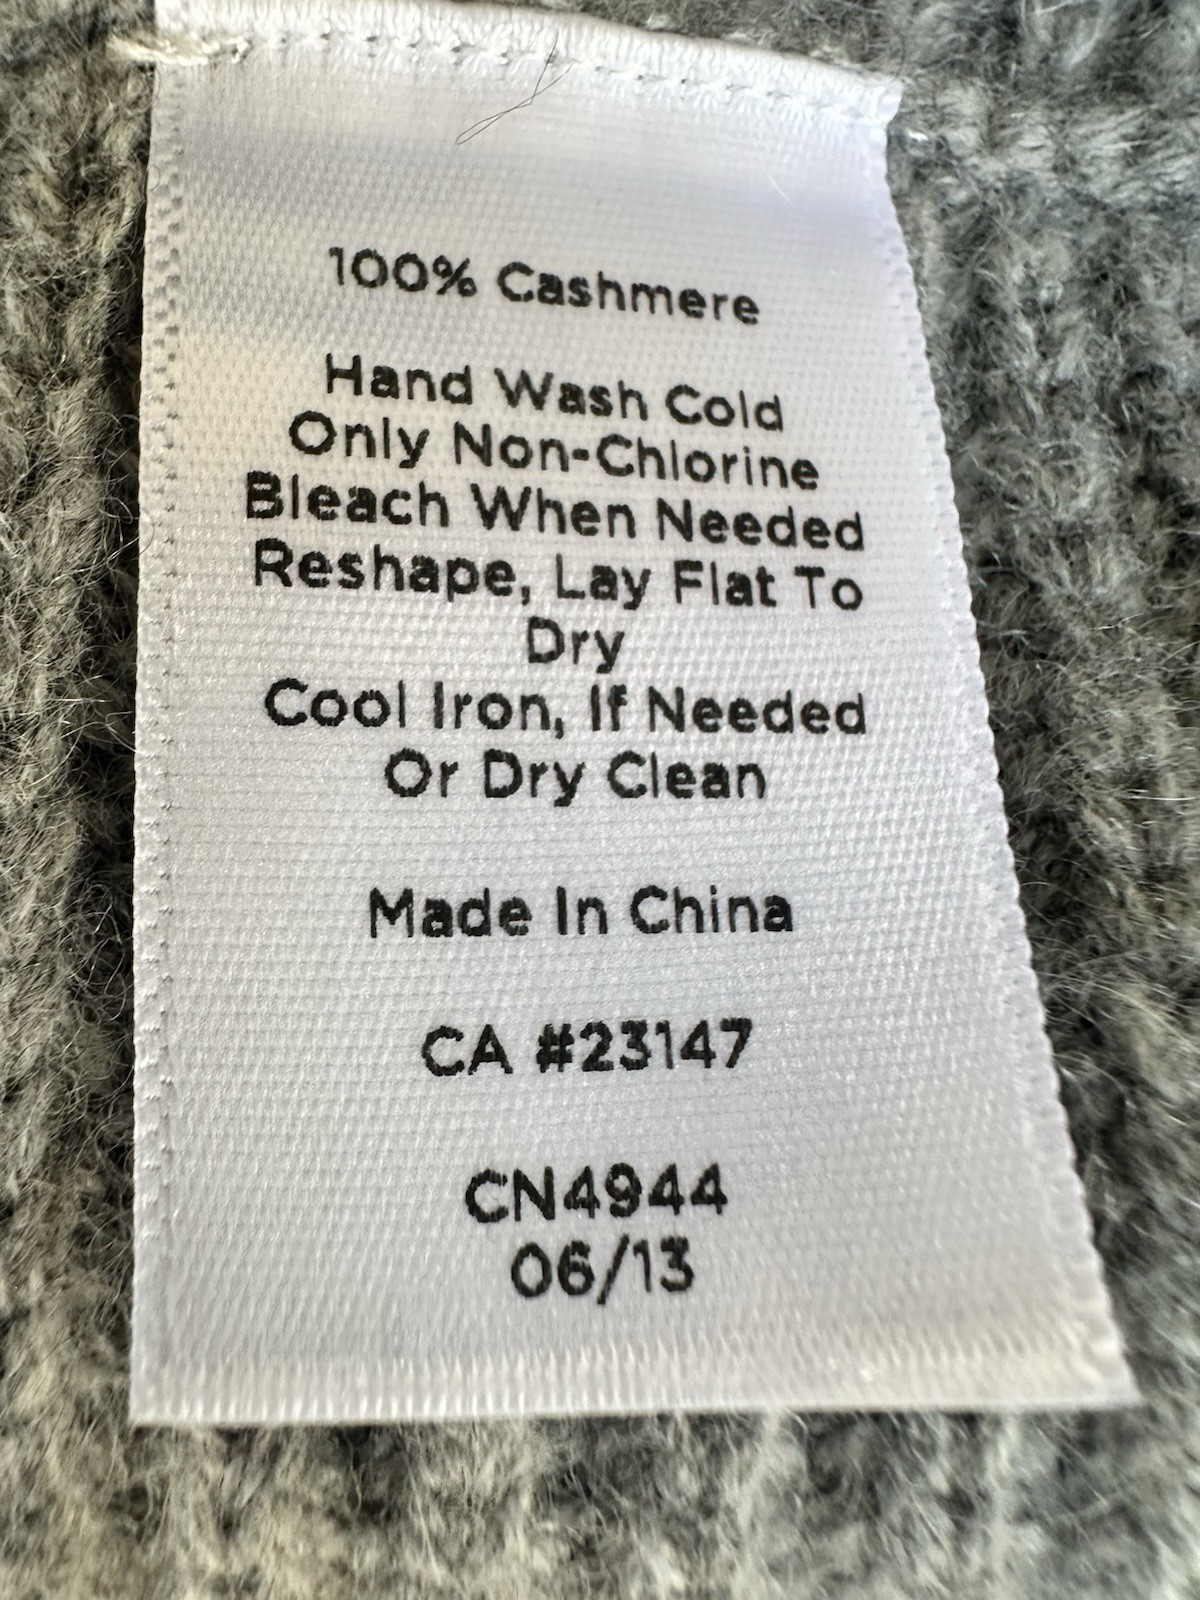 100% Cashmere
Hand Wash Cold
Only Non-Chlorine
Bleach When Needed
Reshape, Lay Flat To
Dry
Cool Iron, If Needed
Or Dry Clean
Made In China
CA #23147
CN4944
06/13